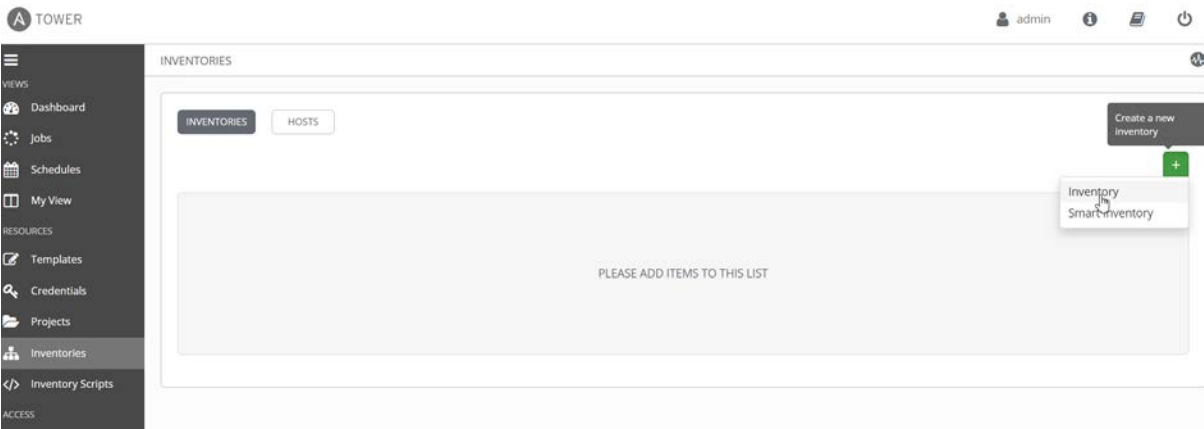 A TOWER
admin
VIEWS
INVENTORIES
Dashboard
Jobs
Schedules
My View
RESOURCES
Templates
Credentials
Projects
Inventories
Inventory Scripts
ACCESS
INVENTORIES
HOSTS
Create a new
inventory
+
Inventory
Smart Inventory
PLEASE ADD ITEMS TO THIS LIST